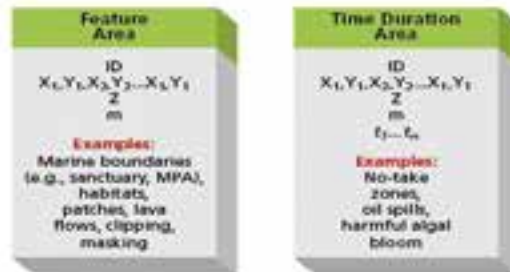 Feature
Area
ID
X₁,Y₁,X₂,Y₂...X₁,Y₁
Z
m
Examples:
Marine boundaries
(e.g., sanctuary, MPA),
habitats,
patches, lava
flows, clipping,
masking
Time Duration
Area
ID
X₁,Y₁,X₂,Y₂...X₁,Y₁
Z
m
t₁... tₙ
Examples:
No-take
zones,
oil spills,
harmful algal
bloom